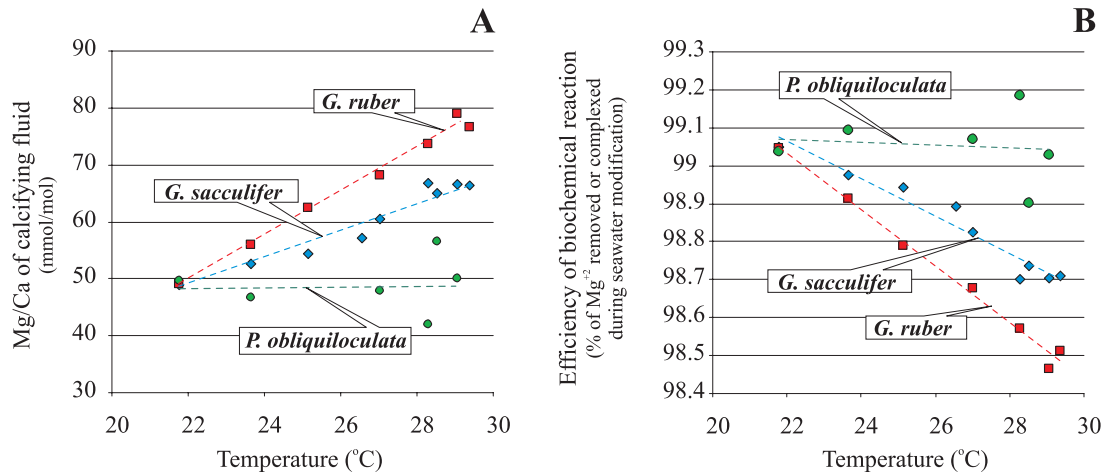 A
Mg/Ca of calcifying fluid
(mmol/mol)
90
80
70
60
50
40
30
G. ruber
G. sacculifer
P. obliquiloculata
20
22
24
26
28
30
Temperature (°C)
B
Efficiency of biochemical reaction
(% of Mg⁺² removed or complexed
during seawater modification)
99.3
99.2
99.1
99
98.9
98.8
98.7
98.6
98.5
98.4
P. obliquiloculata
G. sacculifer
G. ruber
20
22
24
26
28
30
Temperature (°C)